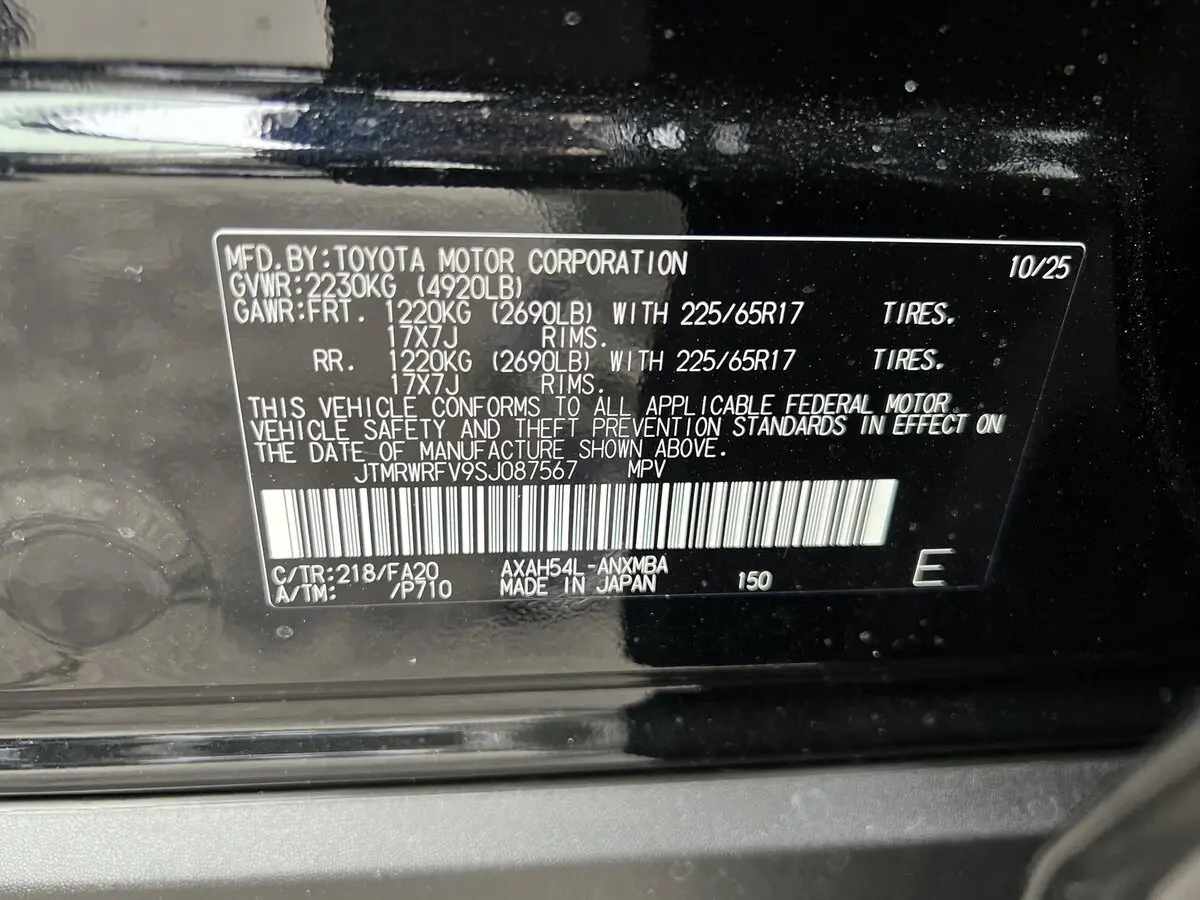 MFD.BY:TOYOTA MOTOR CORPORATION 10/25
GVWR:2230KG (4920LB)
GAWR:FRT. 1220KG (2690LB) WITH 225/65R17 TIRES.
17X7J RIMS.
RR. 1220KG (2690LB) WITH 225/65R17 TIRES.
17X7J RIMS.
THIS VEHICLE CONFORMS TO ALL APPLICABLE FEDERAL MOTOR
VEHICLE SAFETY AND THEFT PREVENTION STANDARDS IN EFFECT ON
THE DATE OF MANUFACTURE SHOWN ABOVE.
JTMRWRFV9SJ087567 MPV
C/TR:218/FA20 AXAH54L-ANXMBA
A/TM: /P710 MADE IN JAPAN 150 E